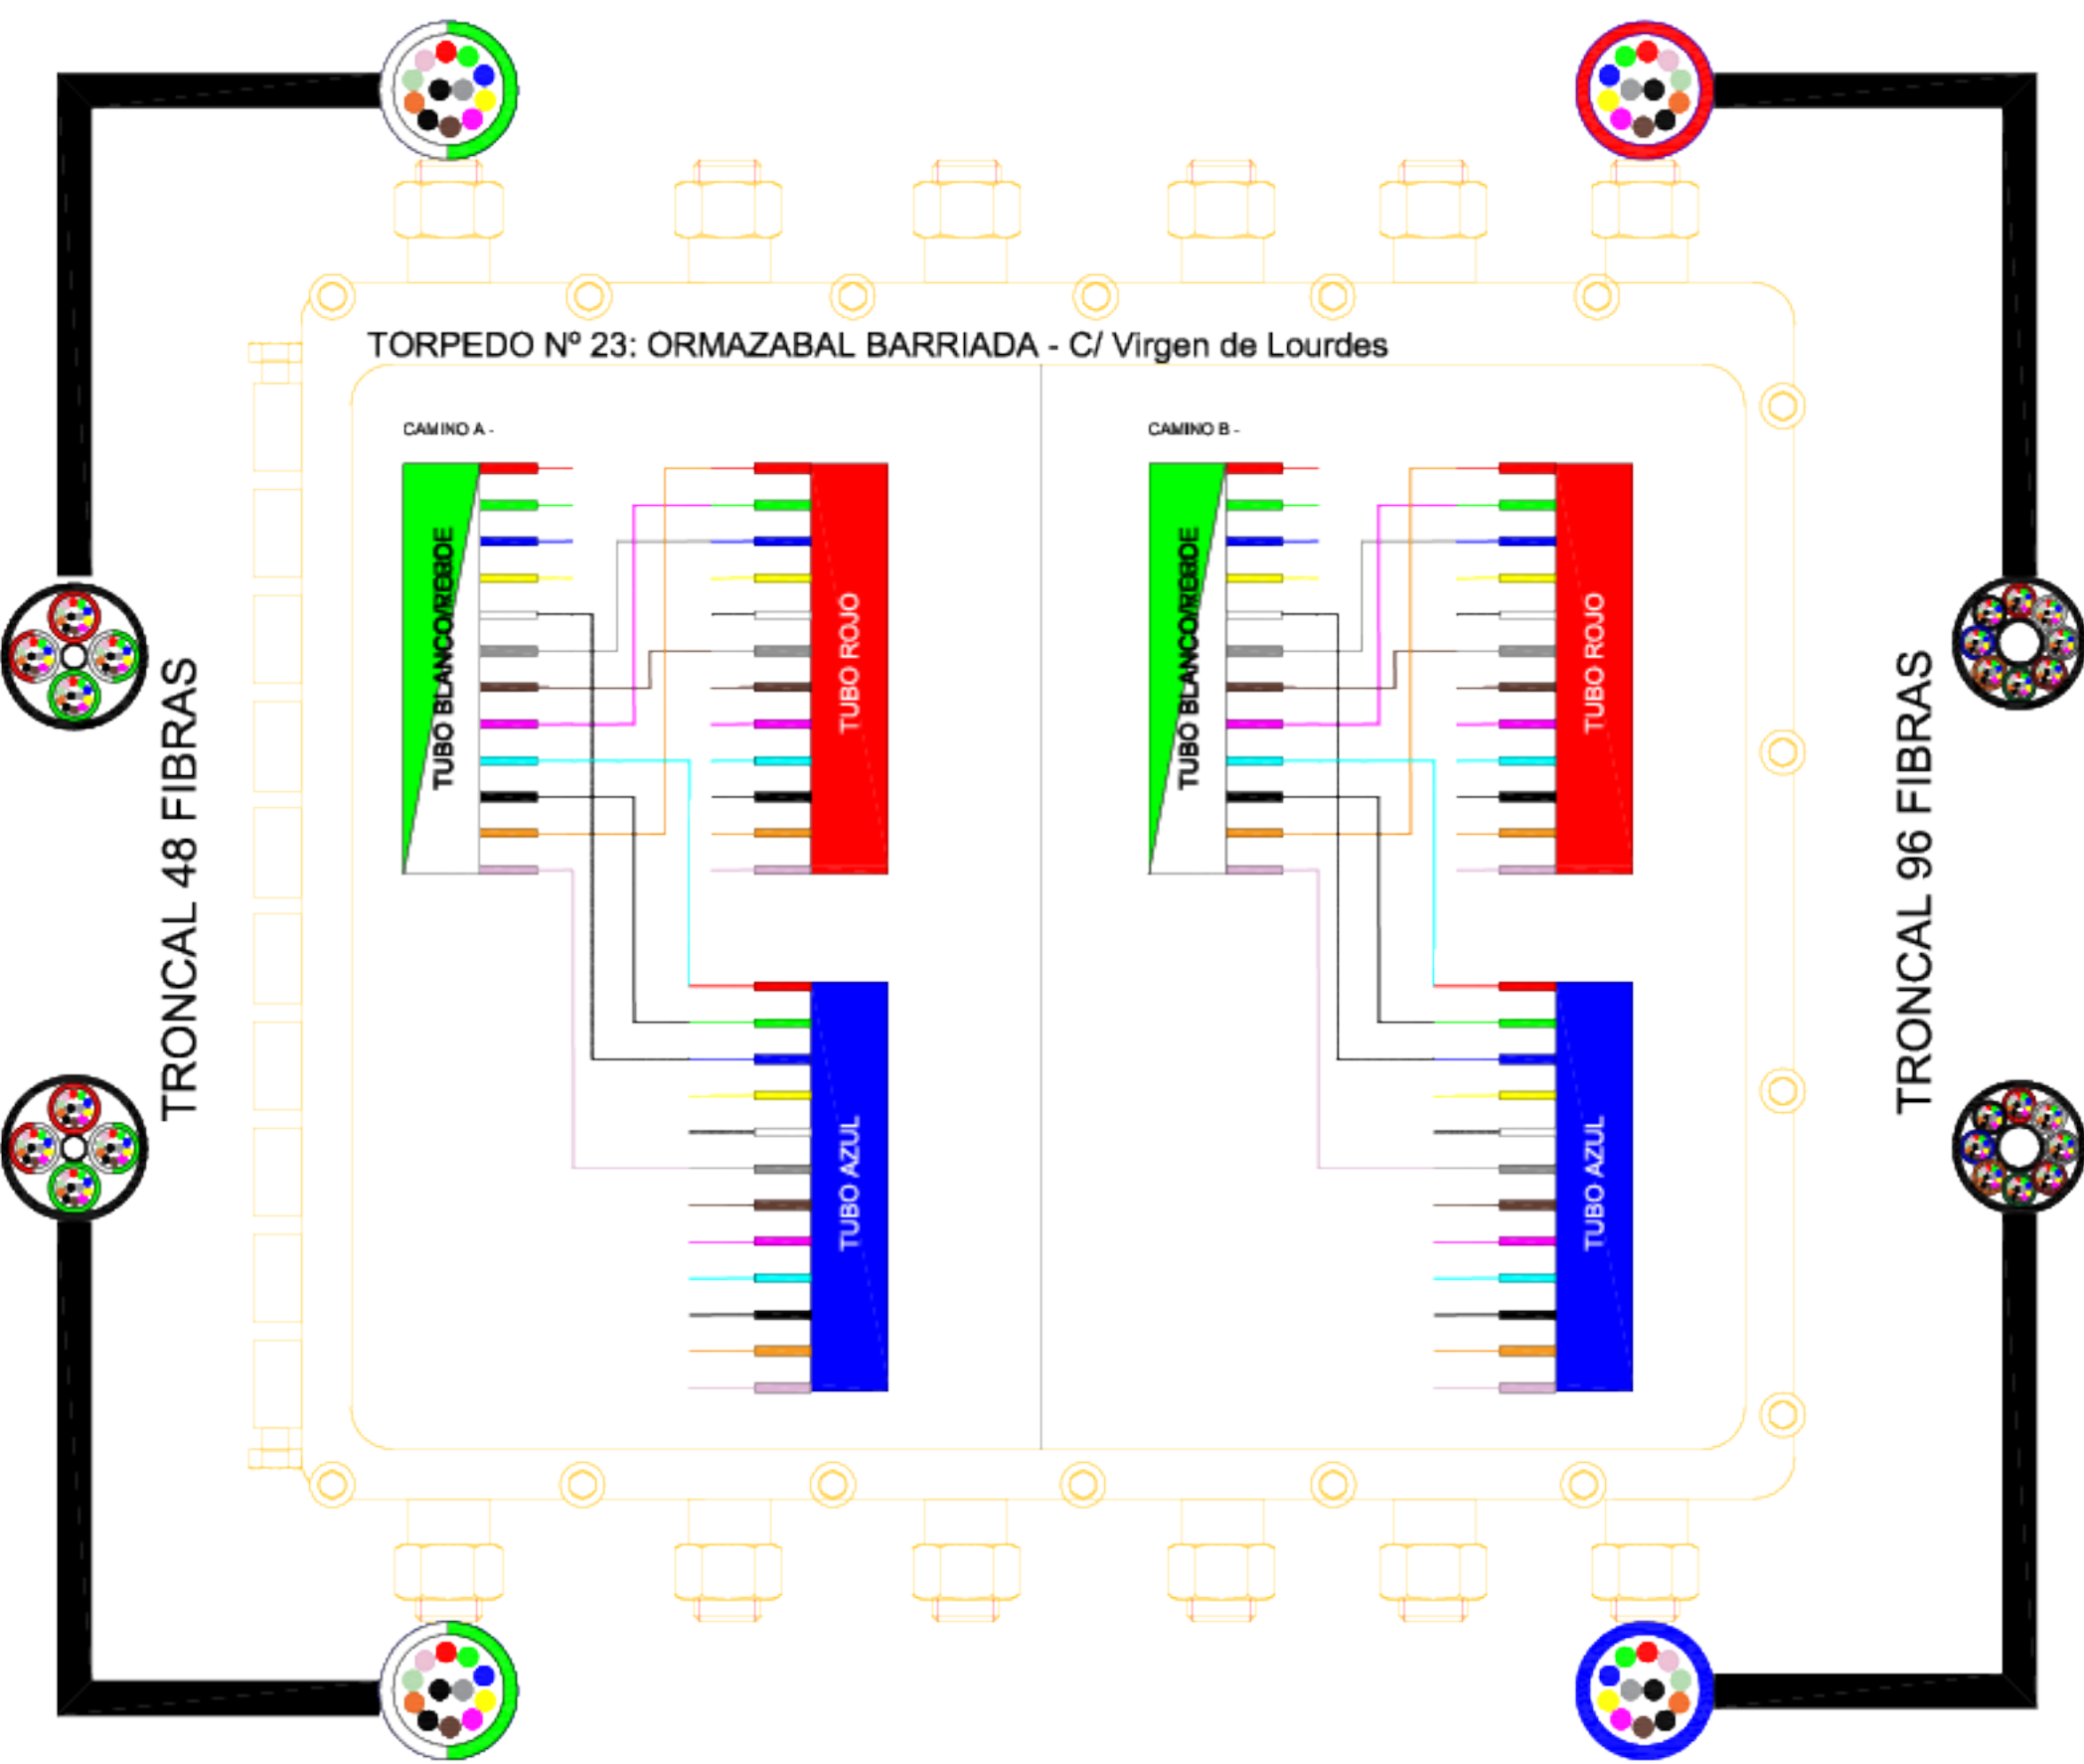 TORPEDO Nº 23: ORMAZABAL BARRIADA - C/ Virgen de Lourdes
CAMINO A -
CAMINO B -
TUBO ROJO
TUBO ROJO
TRONCAL 48 FIBRAS
TRONCAL 96 FIBRAS
TUBO AZUL
TUBO AZUL